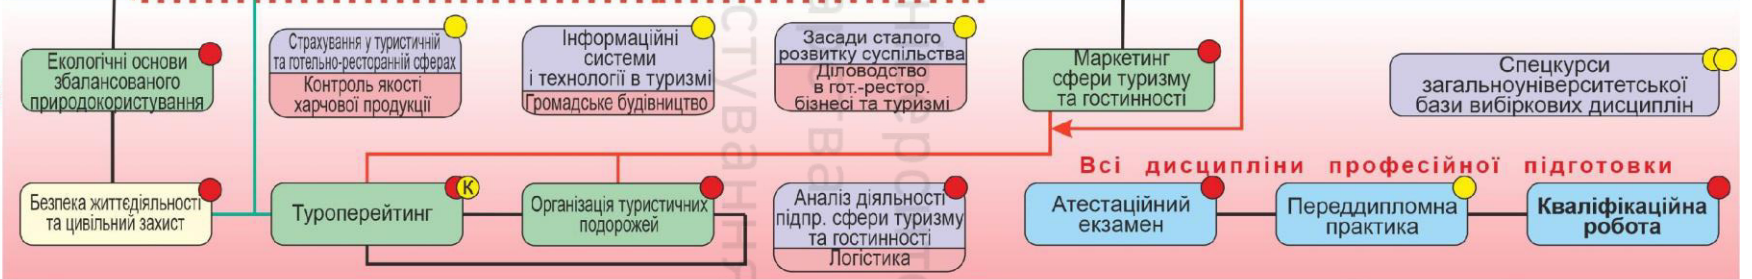 Екологічні основи
збалансованого
природокористування
Страхування у туристичній
та готельно-ресторанній сферах
Контроль якості
харчової продукції
Інформаційні
системи
і технології в туризмі
Громадське будівництво
Засади сталого
розвитку суспільства
Діловодство
в гот.-рестор.
бізнесі та туризмі
Маркетинг
сфери туризму
та гостинності
Спецкурси
загальноуніверситетської
бази вибіркових дисциплін
Всі дисципліни професійної підготовки
Безпека життєдіяльності
та цивільний захист
К
Туроперейтинг
Організація туристичних
подорожей
Аналіз діяльності
підпр. сфери туризму
та гостинності
Логістика
Атестаційний
екзамен
Переддипломна
практика
Кваліфікаційна
робота